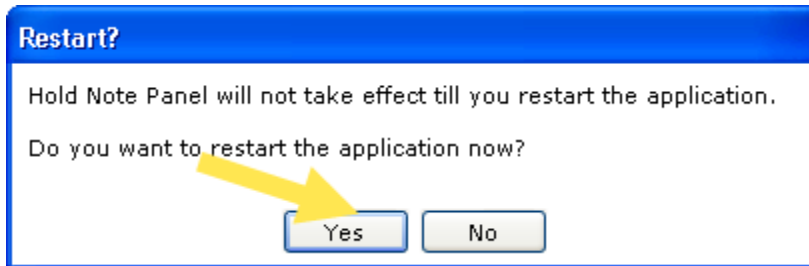 Restart?
Hold Note Panel will not take effect till you restart the application.
Do you want to restart the application now?
Yes No